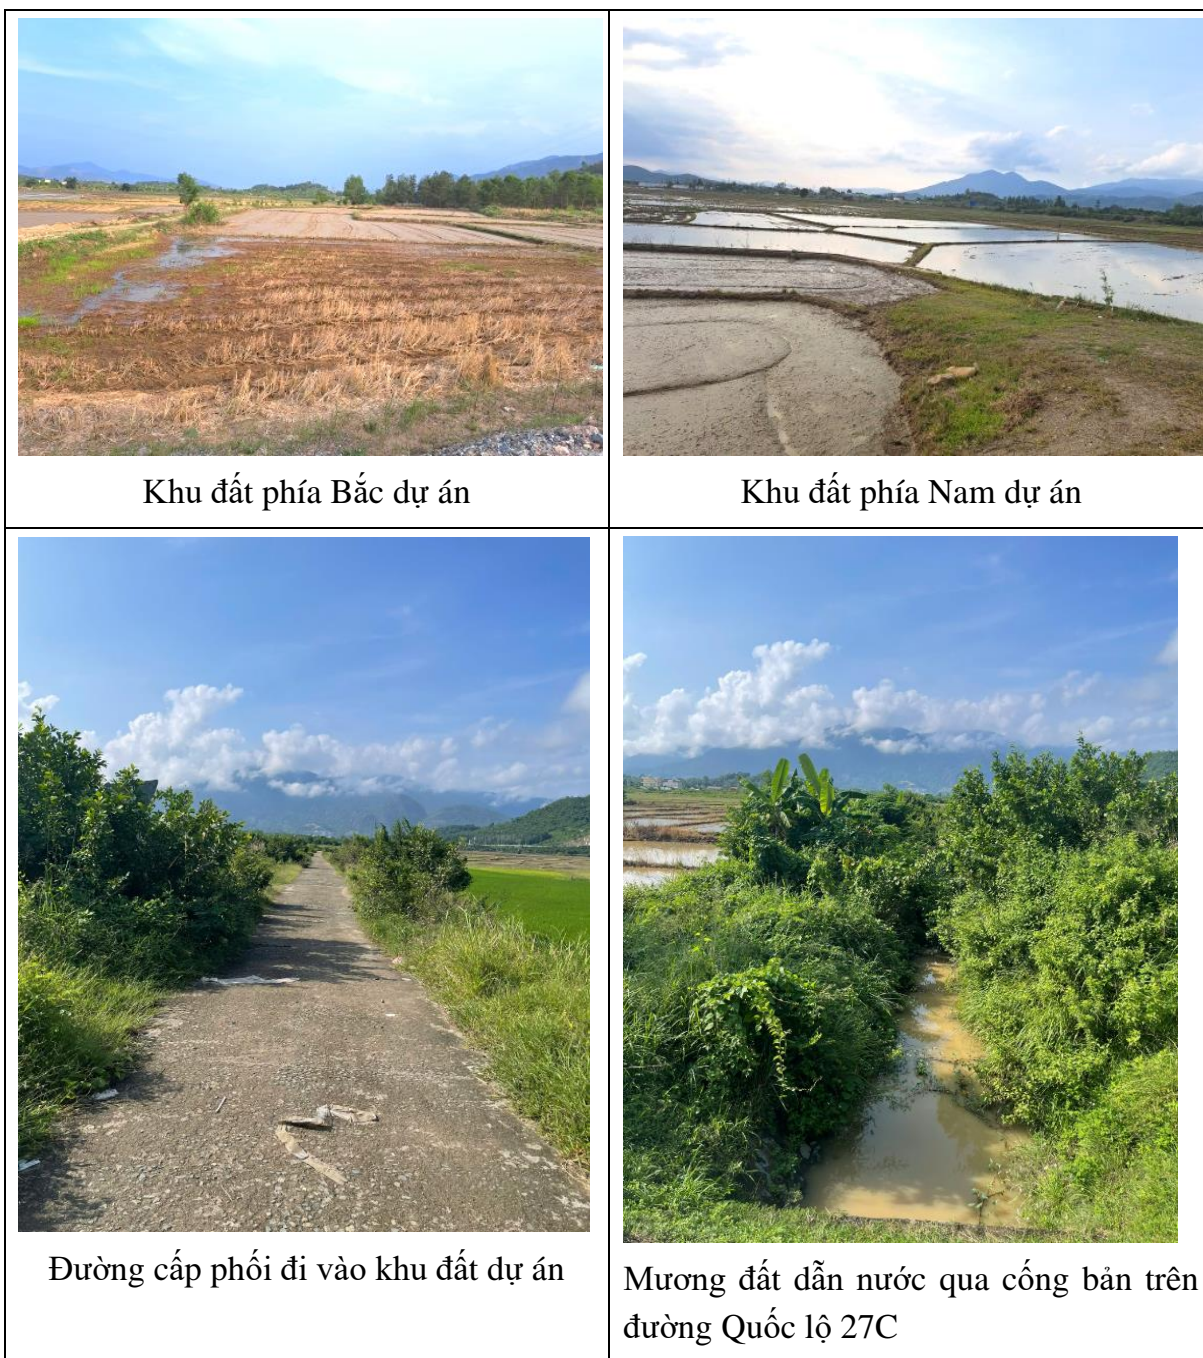 Khu đất phía Bắc dự án
Khu đất phía Nam dự án
Đường cấp phối đi vào khu đất dự án
Mương đất dẫn nước qua cống bản trên
đường Quốc lộ 27C